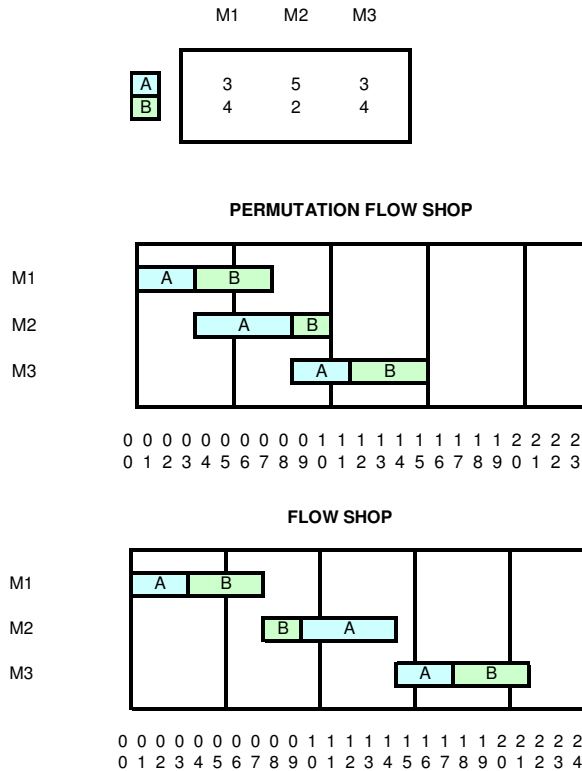 M1 M2 M3
A 3 5 3
B 4 2 4
PERMUTATION FLOW SHOP
M1 A B
M2 A B
M3 A B
0 0 0 0 0 0 0 0 0 0 1 1 1 1 1 1 1 1 1 1 2 2 2 2
0 1 2 3 4 5 6 7 8 9 0 1 2 3 4 5 6 7 8 9 0 1 2 3
FLOW SHOP
M1 A B
M2 B A
M3 A B
0 0 0 0 0 0 0 0 0 0 1 1 1 1 1 1 1 1 1 1 2 2 2 2 2
0 1 2 3 4 5 6 7 8 9 0 1 2 3 4 5 6 7 8 9 0 1 2 3 4